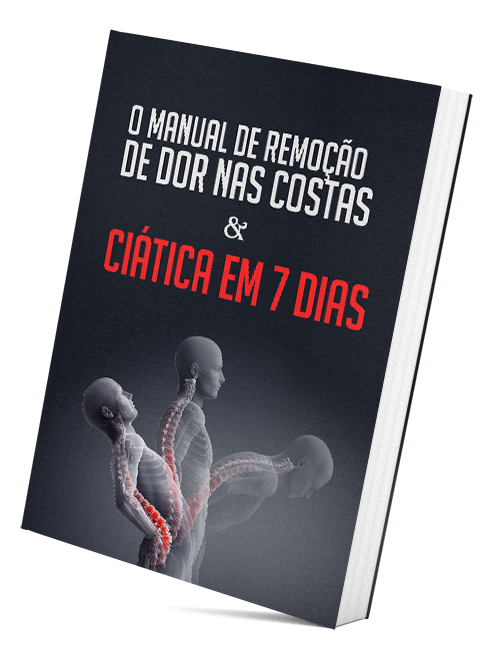 O MANUAL DE REMOÇÃO
DE DOR NAS COSTAS
&
CIÁTICA EM 7 DIAS